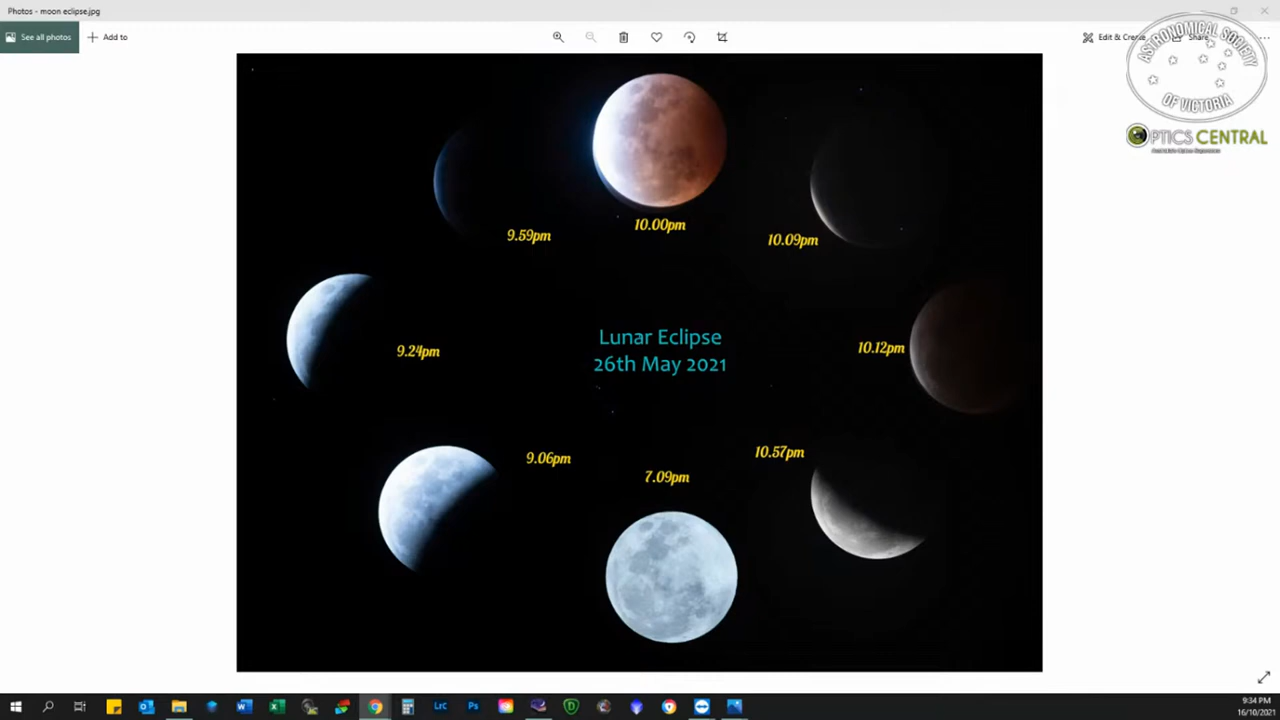 Photos - moon eclipse.jpg
See all photos
Add to
Edit & Create
Share
ASTRONOMICAL SOCIETY
OF VICTORIA
OPTICS CENTRAL
10.00pm
9.59pm
10.09pm
Lunar Eclipse
26th May 2021
10.12pm
9.24pm
10.57pm
9.06pm
7.09pm
9:34 PM
16/10/2021